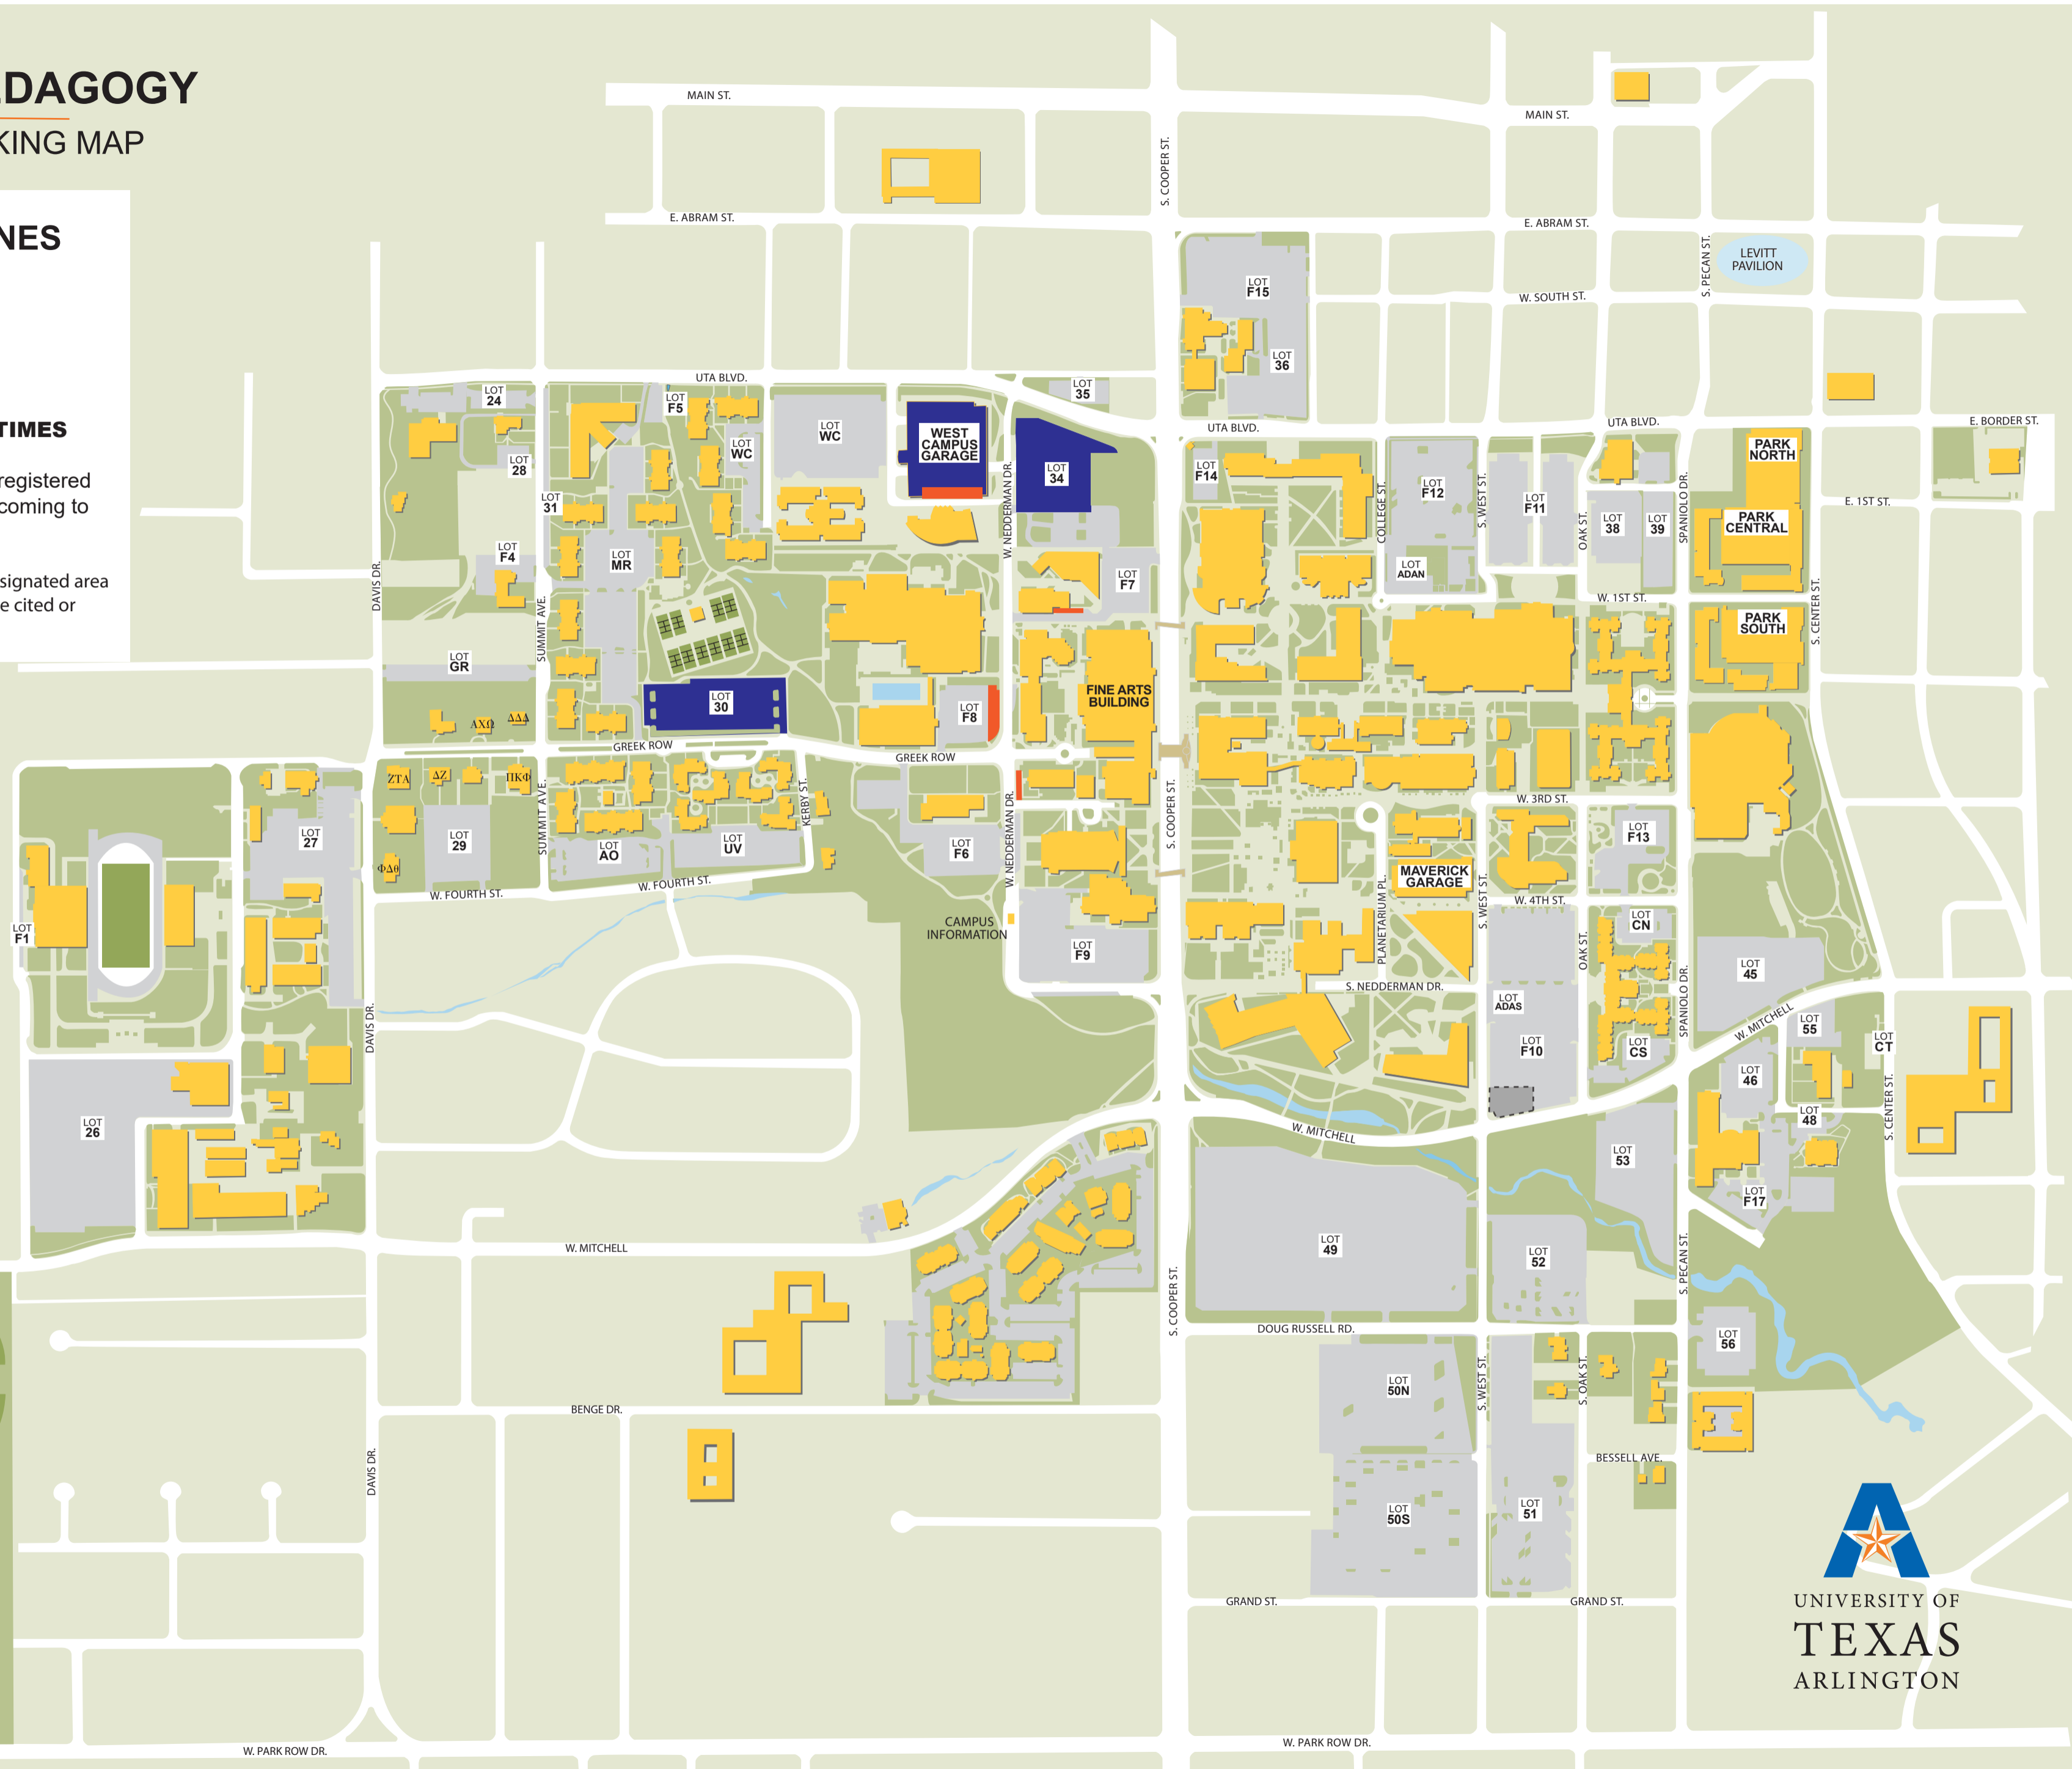 EDAGOGY
KING MAP
NES
TIMES
registered
coming to
signated area
e cited or
MAIN ST.
MAIN ST.
S. COOPER ST.
E. ABRAM ST.
E. ABRAM ST.
S. PECAN ST.
LEVITT
PAVILION
LOT
F15
W. SOUTH ST.
LOT
36
UTA BLVD.
LOT
35
LOT
24
LOT
F5
UTA BLVD.
UTA BLVD.
E. BORDER ST.
LOT
WC
WEST
CAMPUS
GARAGE
LOT
WC
LOT
28
LOT
34
LOT
F14
LOT
F12
PARK
NORTH
LOT
31
W. NEDDERMAN DR.
COLLEGE ST.
S. WEST ST.
LOT
F11
OAK ST.
LOT
38
LOT
39
SPANIOLO DR.
PARK
CENTRAL
E. 1ST ST.
LOT
F4
LOT
MR
LOT
F7
LOT
ADAN
DAVIS DR.
SUMMIT AVE.
W. 1ST ST.
S. CENTER ST.
PARK
SOUTH
LOT
GR
LOT
30
LOT
F8
FINE ARTS
BUILDING
ΑΧΩ
ΔΔΔ
GREEK ROW
GREEK ROW
ΖΤΑ
ΔΖ
ΠΚΦ
SUMMIT AVE.
KERBY ST.
W. NEDDERMAN DR.
S. COOPER ST.
W. 3RD ST.
LOT
27
LOT
29
LOT
AO
LOT
UV
LOT
F6
LOT
F13
ΦΔθ
W. FOURTH ST.
W. FOURTH ST.
MAVERICK
GARAGE
PLANETARIUM PL.
S. WEST ST.
W. 4TH ST.
LOT
F1
CAMPUS
INFORMATION
LOT
F9
LOT
CN
OAK ST.
SPANIOLO DR.
LOT
45
S. NEDDERMAN DR.
LOT
ADAS
DAVIS DR.
W. MITCHELL
LOT
55
LOT
CT
LOT
F10
LOT
CS
LOT
46
LOT
26
LOT
48
S. CENTER ST.
W. MITCHELL
LOT
53
LOT
F17
W. MITCHELL
LOT
49
LOT
52
S. PECAN ST.
S. COOPER ST.
DOUG RUSSELL RD.
LOT
56
LOT
50N
S. WEST ST.
S. OAK ST.
BENGE DR.
BESSELL AVE.
DAVIS DR.
LOT
50S
LOT
51
GRAND ST.
GRAND ST.
UNIVERSITY OF
TEXAS
ARLINGTON
W. PARK ROW DR.
W. PARK ROW DR.